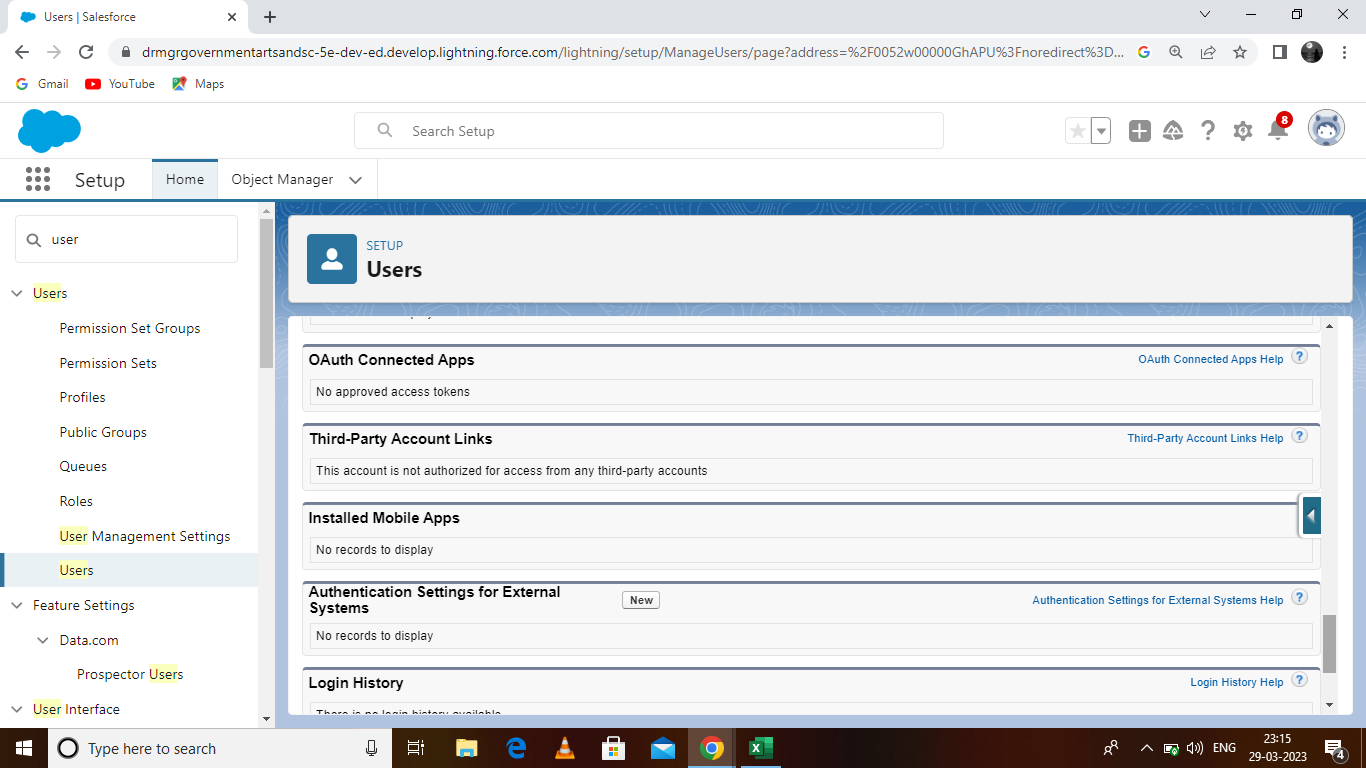 Users | Salesforce
drmgrgovernmentartsandsc-5e-dev-ed.develop.lightning.force.com/lightning/setup/ManageUsers/page?address=%2F0052w00000GhAPU%3Fnoredirect%3D...
Gmail YouTube Maps
Search Setup
8
Setup Home Object Manager
user
Users
Permission Set Groups
Permission Sets
Profiles
Public Groups
Queues
Roles
User Management Settings
Users
Feature Settings
Data.com
Prospector Users
User Interface
SETUP
Users
OAuth Connected Apps OAuth Connected Apps Help ?
No approved access tokens
Third-Party Account Links Third-Party Account Links Help ?
This account is not authorized for access from any third-party accounts
Installed Mobile Apps
No records to display
Authentication Settings for External
Systems
New Authentication Settings for External Systems Help ?
No records to display
Login History Login History Help ?
There is no login history available
Type here to search
ENG
23:15
29-03-2023
4